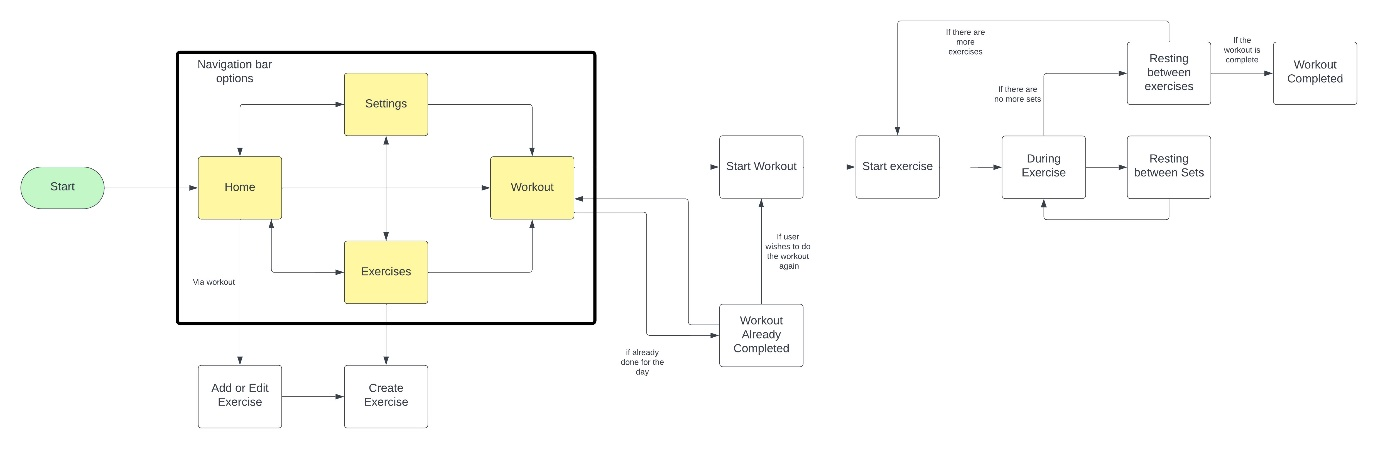 Navigation bar
options
Start
Home
Settings
Exercises
Workout
Via workout
Add or Edit
Exercise
Create
Exercise
if already
done for the
day
Workout
Already
Completed
if user
wishes to do
the workout
again
Start Workout
Start exercise
If there are
more
exercises
During
Exercise
If there are
no more sets
Resting
between Sets
Resting
between
exercises
If the
workout is
complete
Workout
Completed